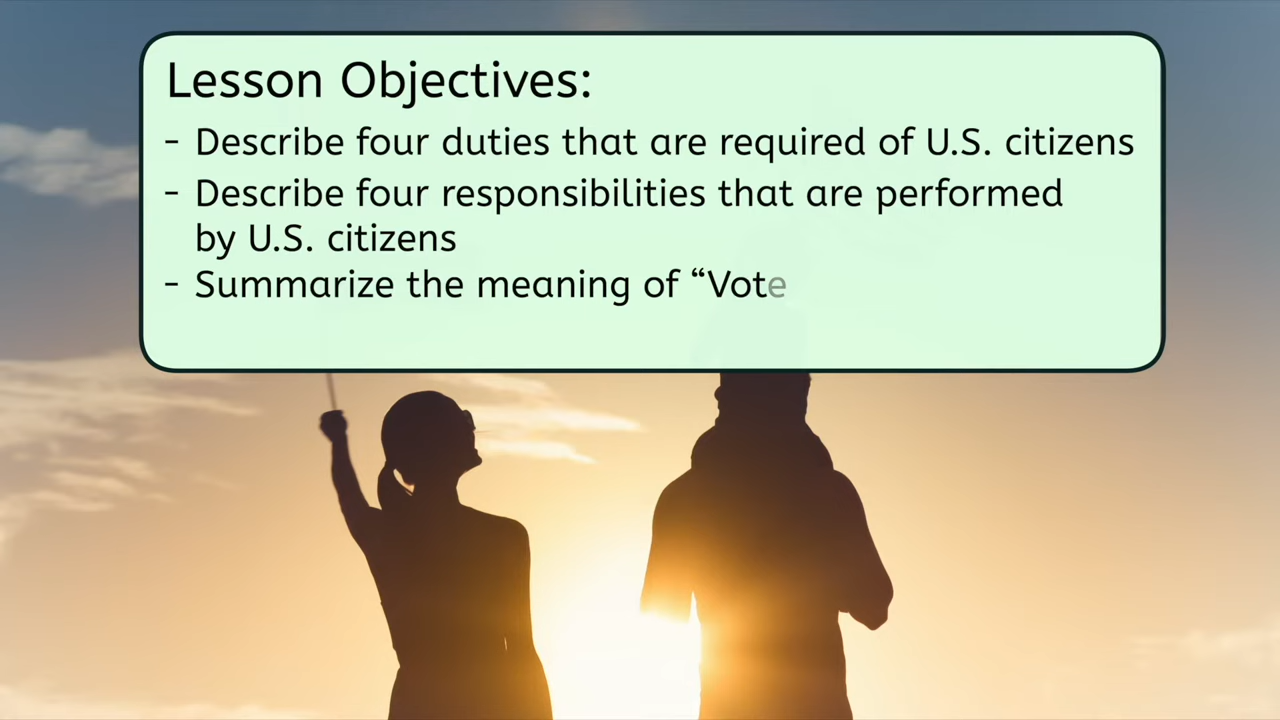 Lesson Objectives:
- Describe four duties that are required of U.S. citizens
- Describe four responsibilities that are performed
by U.S. citizens
- Summarize the meaning of “Vote